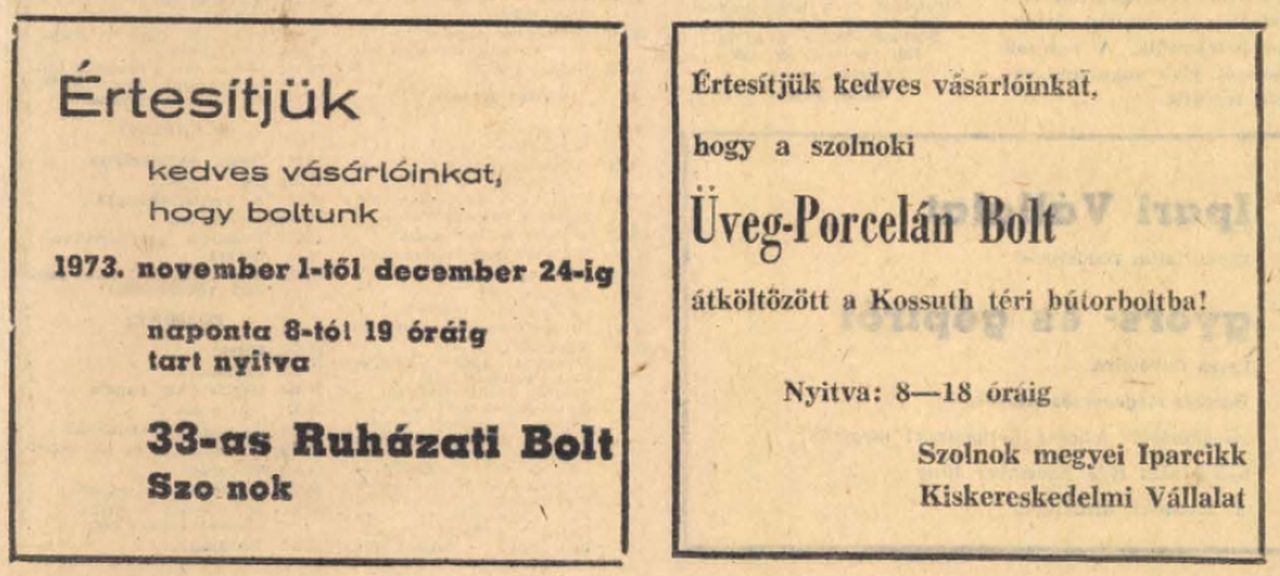 Értesítjük
kedves vásárlóinkat,
hogy boltunk
1973. november 1-től december 24-ig
naponta 8-tól 19 óráig
tart nyitva
33-as Ruházati Bolt
Szo nok
Értesítjük kedves vásárlóinkat,
hogy a szolnoki
Üveg-Porcelán Bolt
átköltözött a Kossuth téri bútorboltba!
Nyitva: 8—18 óráig
Szolnok megyei Iparcikk
Kiskereskedelmi Vállalat